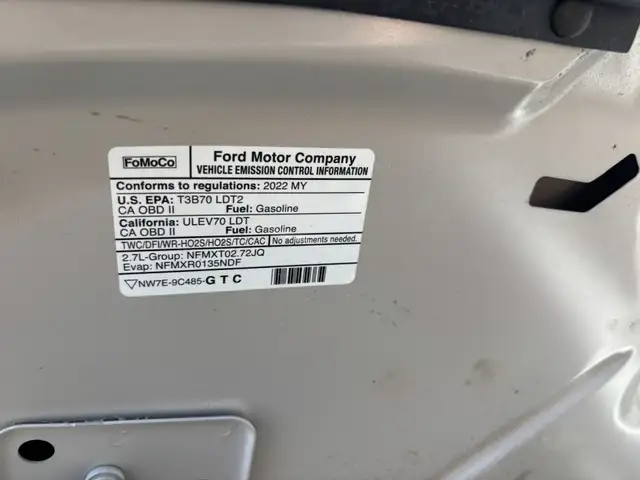 FoMoCo
Ford Motor Company
VEHICLE EMISSION CONTROL INFORMATION
Conforms to regulations: 2022 MY
U.S. EPA: T3B70 LDT2
CA OBD II Fuel: Gasoline
California: ULEV70 LDT
CA OBD II Fuel: Gasoline
TWC/DFI/WR-HO2S/HO2S/TC/CAC No adjustments needed.
2.7L-Group: NFMXT02.72JQ
Evap: NFMXR0135NDF
NW7E-9C485-GTC